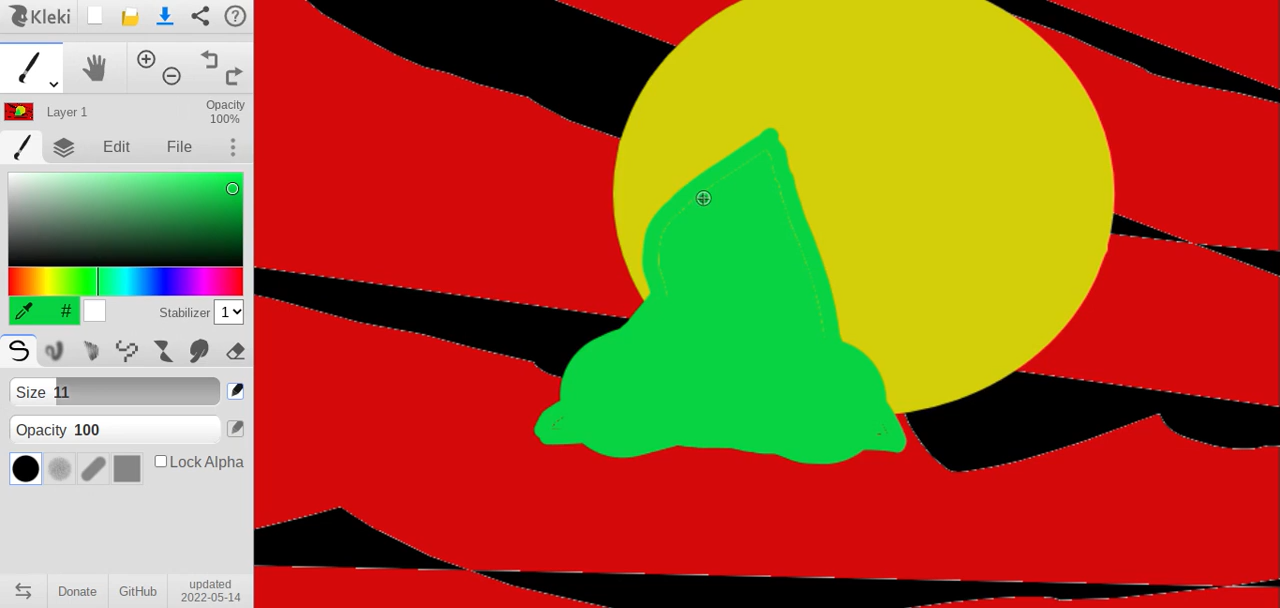 Kleki
Layer 1
Opacity
100%
Edit
File
#
Stabilizer 1
Size 11
Opacity 100
Lock Alpha
Donate
GitHub
updated
2022-05-14